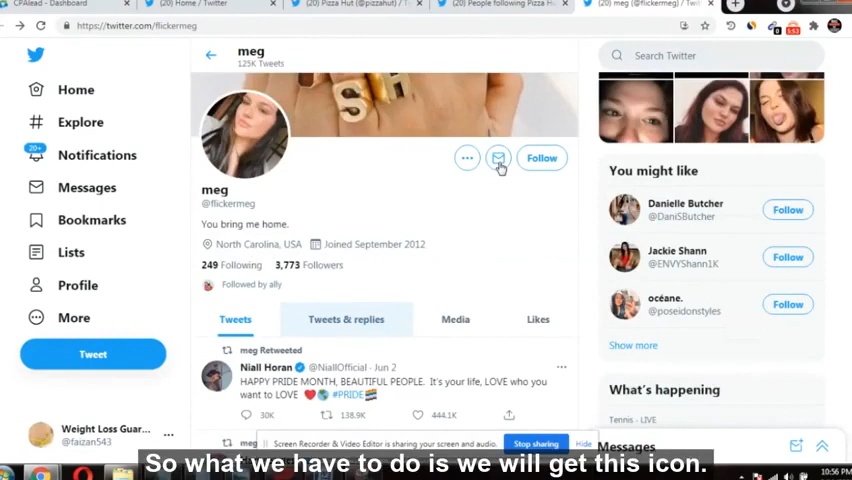 CPAlead - Dashboard
(20) Home / Twitter
(20) Pizza Hut (@pizzahut) / T
(20) People following Pizza H
(20) meg (@flickermeg) / Twit
https://twitter.com/flickermeg
meg
125K Tweets
Search Twitter
Home
Explore
20+
Notifications
Messages
Bookmarks
Lists
Profile
More
Tweet
Weight Loss Guar...
@faizan543
SH
Follow
meg
@flickermeg
You bring me home.
North Carolina, USA Joined September 2012
249 Following 3,773 Followers
Followed by ally
Tweets Tweets & replies Media Likes
meg Retweeted
Niall Horan @NiallOfficial · Jun 2
HAPPY PRIDE MONTH, BEAUTIFUL PEOPLE. It's your life, LOVE who you
want to LOVE #PRIDE
30K 138.9K 444.1K
You might like
Danielle Butcher
@DaniSButcher
Follow
Jackie Shann
@ENVYShann1K
Follow
océane.
@poseidonstyles
Follow
Show more
What's happening
Tennis · LIVE
Messages
Screen Recorder & Video Editor is sharing your screen and audio. Stop sharing Hide
So what we have to do is we will get this icon.
10:56 PM